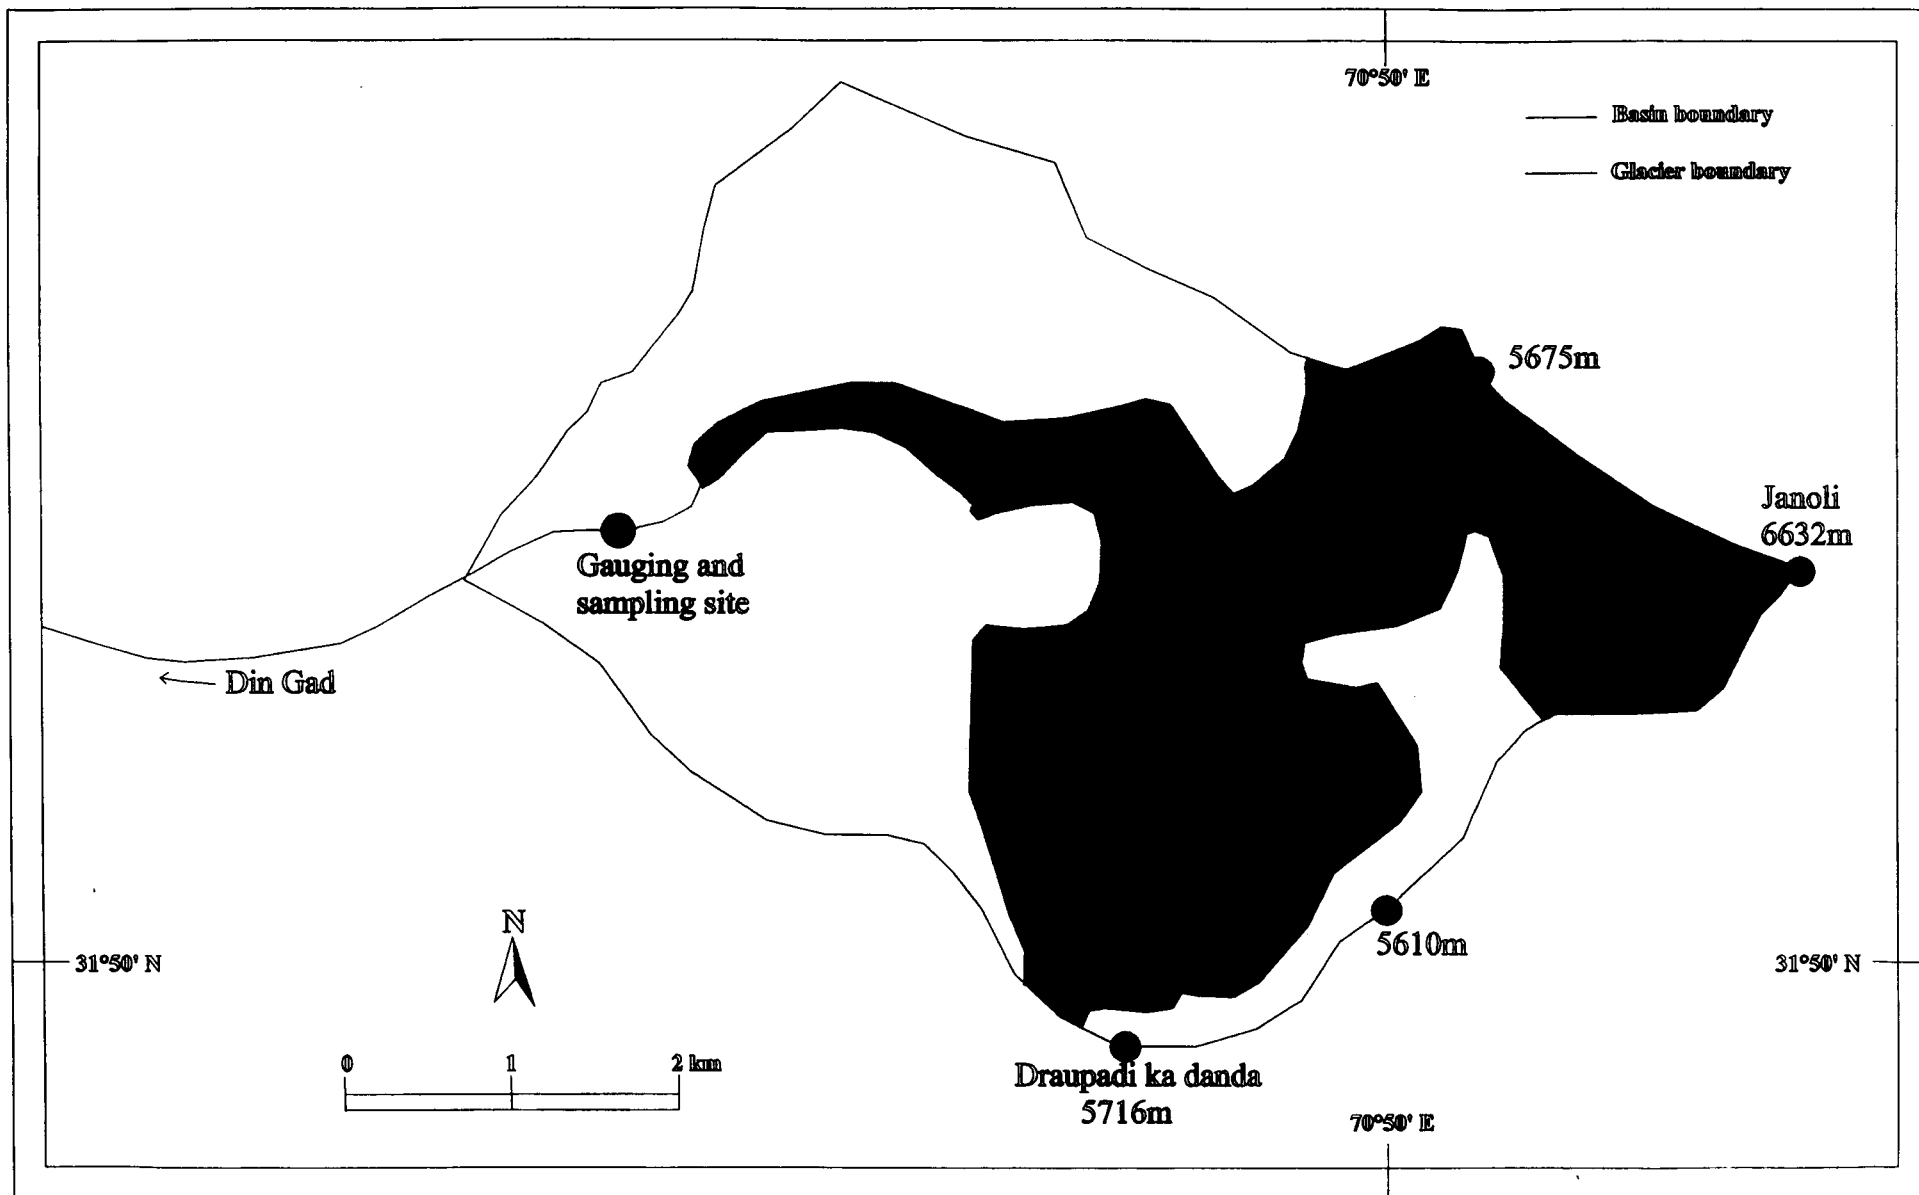 70°50' E
Basin boundary
Glacier boundary
5675m
Janoli
6632m
Gauging and
sampling site
Din Gad
N
5610m
31°50' N
31°50' N
0 1 2 km
Draupadi ka danda
5716m
70°50' E